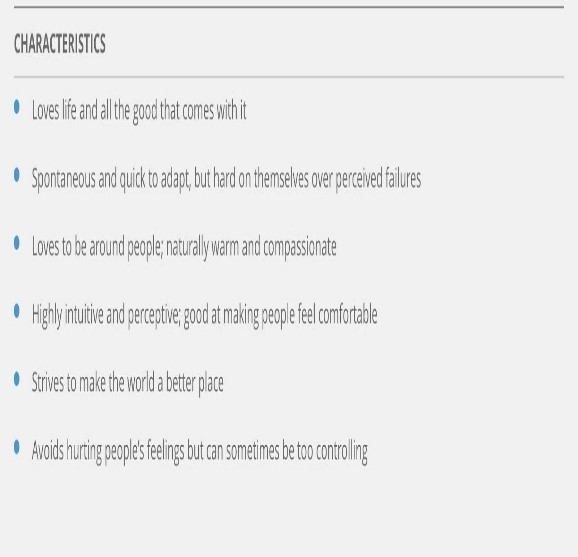 CHARACTERISTICS
Loves life and all the good that comes with it
Spontaneous and quick to adapt, but hard on themselves over perceived failures
Loves to be around people; naturally warm and compassionate
Highly intuitive and perceptive; good at making people feel comfortable
Strives to make the world a better place
Avoids hurting people's feelings but can sometimes be too controlling